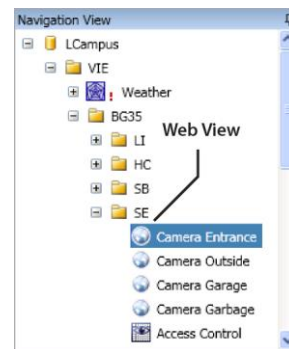 Navigation View
LCampus
VIE
! Weather
BG35
LI
Web View
HC
SB
SE
Camera Entrance
Camera Outside
Camera Garage
Camera Garbage
Access Control